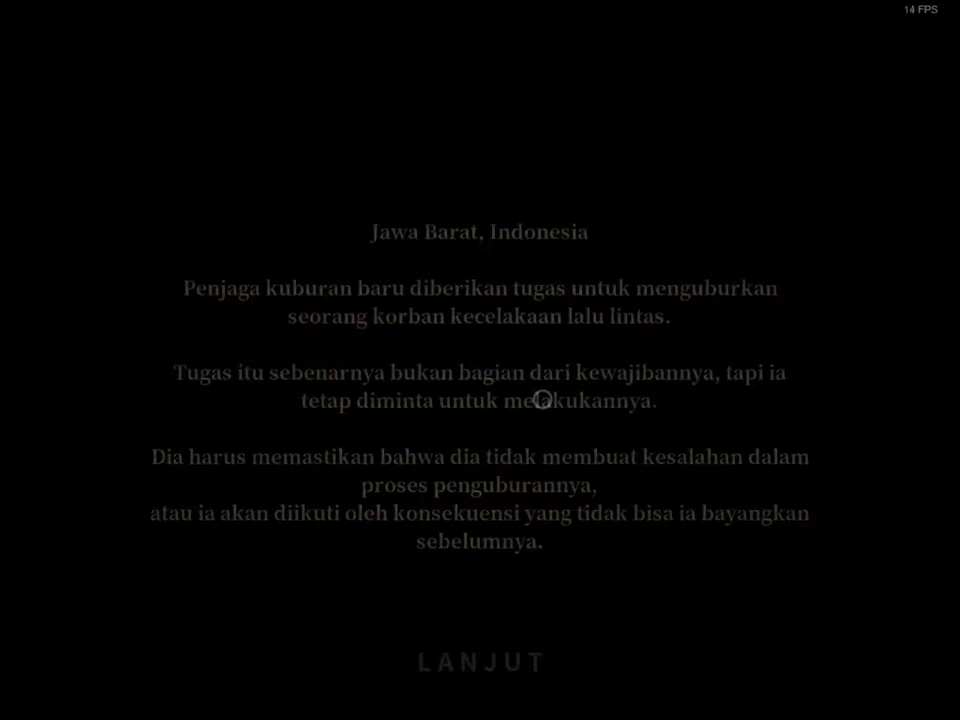 14 FPS
Jawa Barat, Indonesia
Penjaga kuburan baru diberikan tugas untuk menguburkan
seorang korban kecelakaan lalu lintas.
Tugas itu sebenarnya bukan bagian dari kewajibannya, tapi ia
tetap diminta untuk melakukannya.
Dia harus memastikan bahwa dia tidak membuat kesalahan dalam
proses penguburannya,
atau ia akan diikuti oleh konsekuensi yang tidak bisa ia bayangkan
sebelumnya.
LANJUT